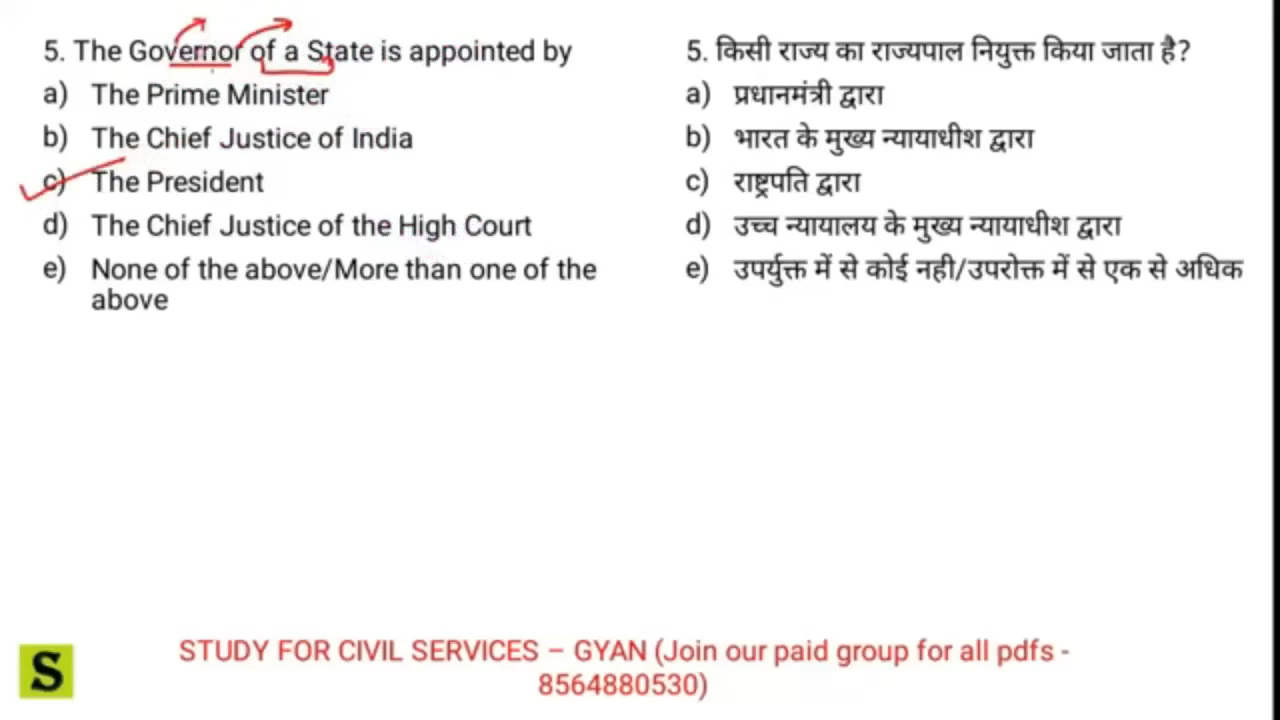 5. The Governor of a State is appointed by
a) The Prime Minister
b) The Chief Justice of India
c) The President
d) The Chief Justice of the High Court
e) None of the above/More than one of the
above
5. किसी राज्य का राज्यपाल नियुक्त किया जाता है?
a) प्रधानमंत्री द्वारा
b) भारत के मुख्य न्यायाधीश द्वारा
c) राष्ट्रपति द्वारा
d) उच्च न्यायालय के मुख्य न्यायाधीश द्वारा
e) उपर्युक्त में से कोई नही/उपरोक्त में से एक से अधिक
S
STUDY FOR CIVIL SERVICES – GYAN (Join our paid group for all pdfs -
8564880530)